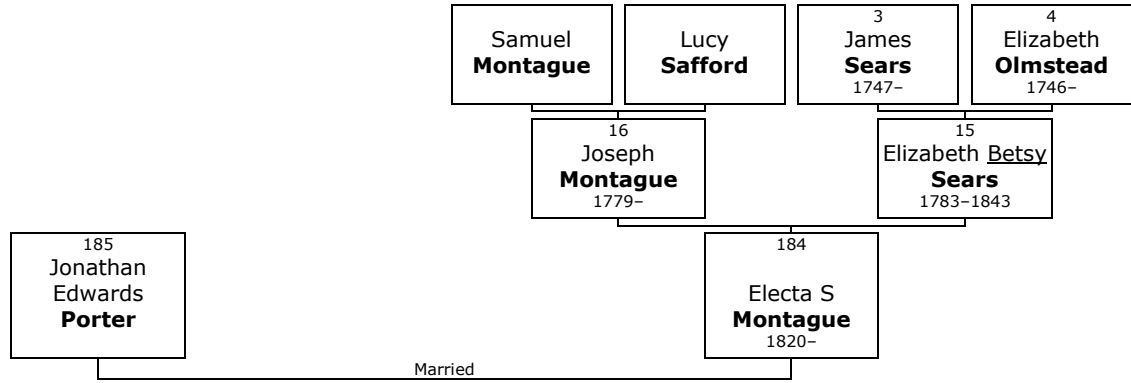 Samuel
Montague
Lucy
Safford
3
James
Sears
1747–
4
Elizabeth
Olmstead
1746–
16
Joseph
Montague
1779–
15
Elizabeth Betsy
Sears
1783–1843
185
Jonathan
Edwards
Porter
184
Electa S
Montague
1820–
Married